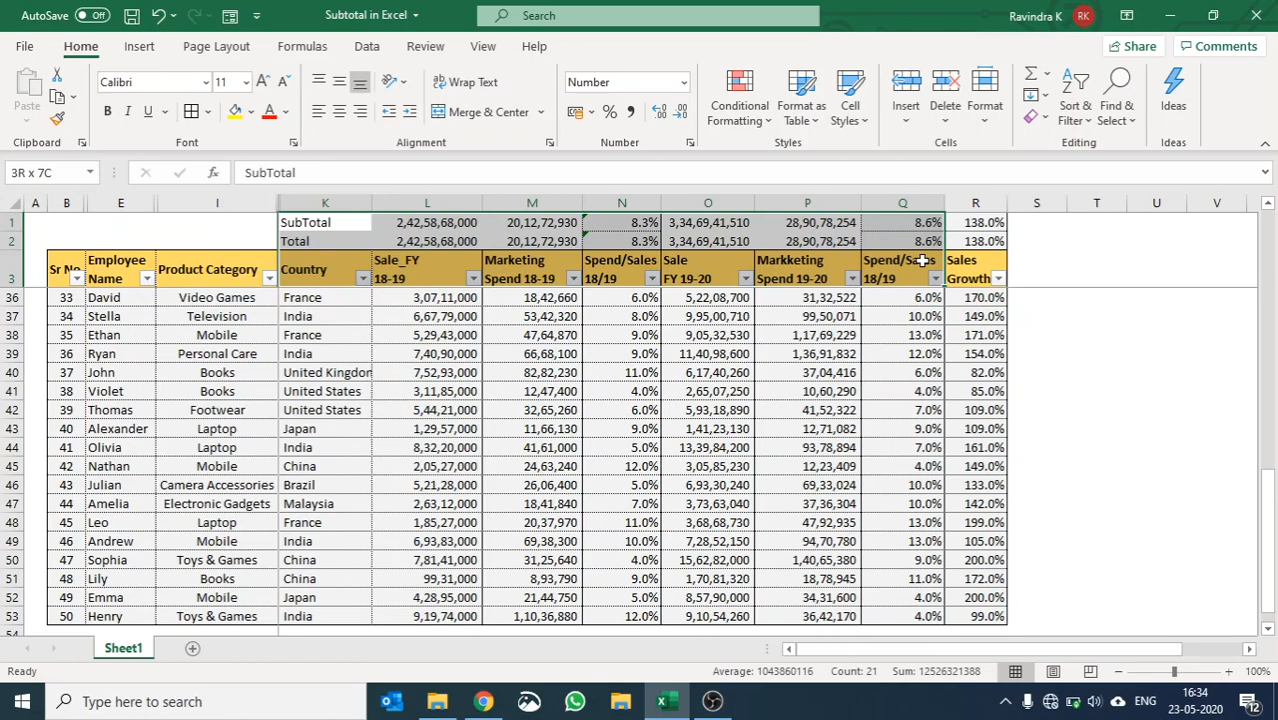 AutoSave Off Subtotal in Excel Search Ravindra K RK
File Home Insert Page Layout Formulas Data Review View Help Share Comments
Paste Calibri 11 Wrap Text Merge & Center Number Conditional Formatting Format as Table Cell Styles Insert Delete Format Sort & Filter Find & Select Ideas
Clipboard Font Alignment Number Styles Cells Editing Ideas
3R x 7C fx SubTotal
A B E I K L M N O P Q R S T U V
1 SubTotal 2,42,58,68,000 20,12,72,930 8.3% 3,34,69,41,510 28,90,78,254 8.6% 138.0%
2 Total 2,42,58,68,000 20,12,72,930 8.3% 3,34,69,41,510 28,90,78,254 8.6% 138.0%
3 Sr No Employee Name Product Category Country Sale_FY 18-19 Marketing Spend 18-19 Spend/Sales 18/19 Sale FY 19-20 Markketing Spend 19-20 Spend/Sales 18/19 Sales Growth
36 33 David Video Games France 3,07,11,000 18,42,660 6.0% 5,22,08,700 31,32,522 6.0% 170.0%
37 34 Stella Television India 6,67,79,000 53,42,320 8.0% 9,95,00,710 99,50,071 10.0% 149.0%
38 35 Ethan Mobile France 5,29,43,000 47,64,870 9.0% 9,05,32,530 1,17,69,229 13.0% 171.0%
39 36 Ryan Personal Care India 7,40,90,000 66,68,100 9.0% 11,40,98,600 1,36,91,832 12.0% 154.0%
40 37 John Books United Kingdom 7,52,93,000 82,82,230 11.0% 6,17,40,260 37,04,416 6.0% 82.0%
41 38 Violet Books United States 3,11,85,000 12,47,400 4.0% 2,65,07,250 10,60,290 4.0% 85.0%
42 39 Thomas Footwear United States 5,44,21,000 32,65,260 6.0% 5,93,18,890 41,52,322 7.0% 109.0%
43 40 Alexander Laptop Japan 1,29,57,000 11,66,130 9.0% 1,41,23,130 12,71,082 9.0% 109.0%
44 41 Olivia Laptop India 8,32,20,000 41,61,000 5.0% 13,39,84,200 93,78,894 7.0% 161.0%
45 42 Nathan Mobile China 2,05,27,000 24,63,240 12.0% 3,05,85,230 12,23,409 4.0% 149.0%
46 43 Julian Camera Accessories Brazil 5,21,28,000 26,06,400 5.0% 6,93,30,240 69,33,024 10.0% 133.0%
47 44 Amelia Electronic Gadgets Malaysia 2,63,12,000 18,41,840 7.0% 3,73,63,040 37,36,304 10.0% 142.0%
48 45 Leo Laptop France 1,85,27,000 20,37,970 11.0% 3,68,68,730 47,92,935 13.0% 199.0%
49 46 Andrew Mobile India 6,93,83,000 69,38,300 10.0% 7,28,52,150 94,70,780 13.0% 105.0%
50 47 Sophia Toys & Games China 7,81,41,000 31,25,640 4.0% 15,62,82,000 1,40,65,380 9.0% 200.0%
51 48 Lily Books China 99,31,000 8,93,790 9.0% 1,70,81,320 18,78,945 11.0% 172.0%
52 49 Emma Toys & Games Japan 4,28,95,000 21,44,750 5.0% 8,57,90,000 34,31,600 4.0% 200.0%
53 50 Henry Toys & Games India 9,19,74,000 1,10,36,880 12.0% 9,10,54,260 36,42,170 4.0% 99.0%
54
Sheet1
Ready Average: 1043860116 Count: 21 Sum: 12526321388 100%
Type here to search ENG 16:34
23-05-2020 12